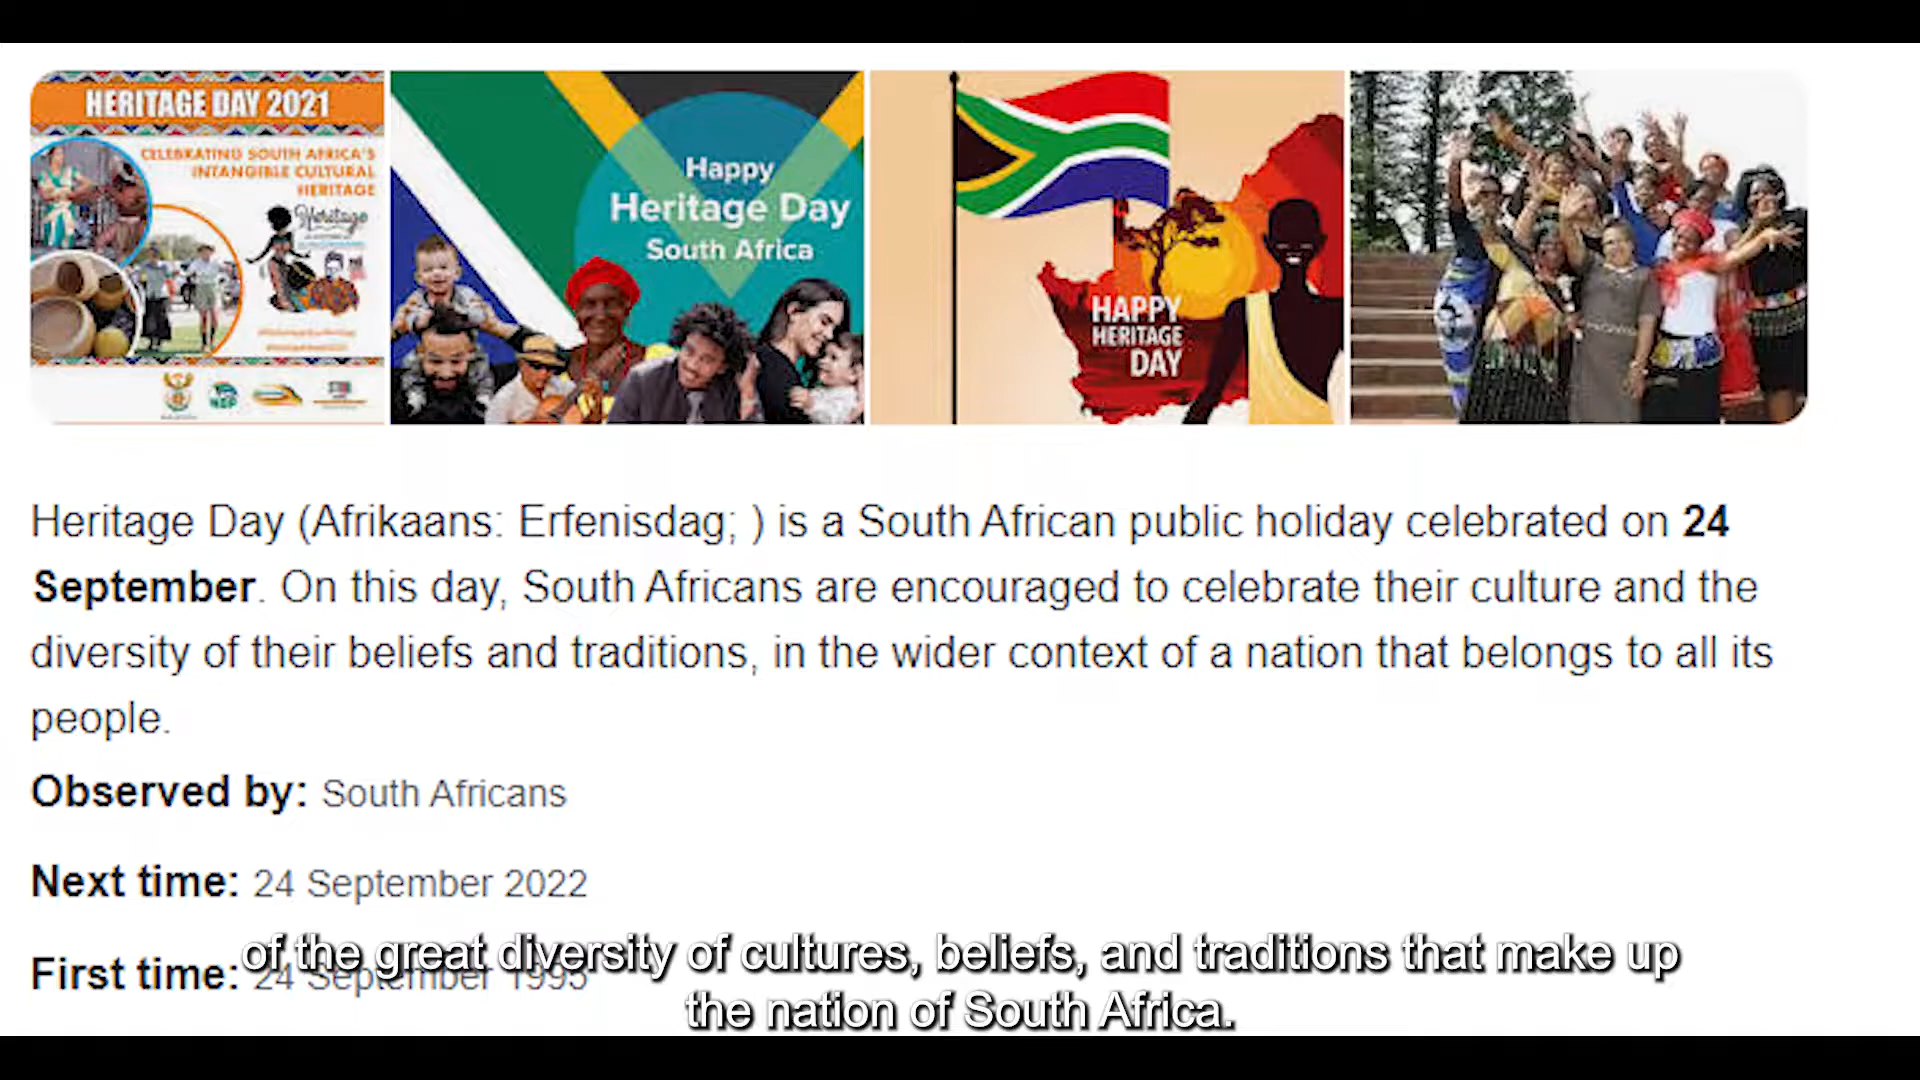 HERITAGE DAY 2021
CELEBRATING SOUTH AFRICA'S
INTANGIBLE CULTURAL
HERITAGE
Heritage
Happy
Heritage Day
South Africa
HAPPY
HERITAGE
DAY
Heritage Day (Afrikaans: Erfenisdag; ) is a South African public holiday celebrated on 24
September. On this day, South Africans are encouraged to celebrate their culture and the
diversity of their beliefs and traditions, in the wider context of a nation that belongs to all its
people.
Observed by: South Africans
Next time: 24 September 2022
First time: 24 September 1995
of the great diversity of cultures, beliefs, and traditions that make up
the nation of South Africa.